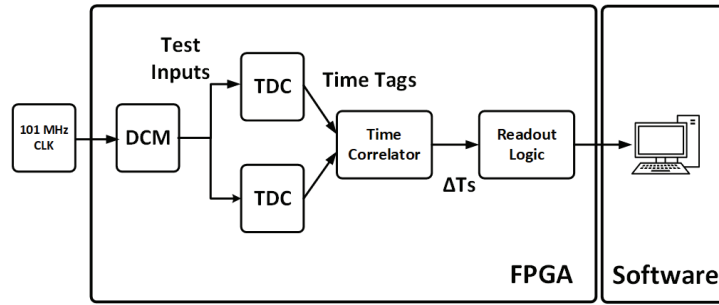 Test
Inputs
TDC
Time Tags
101 MHz
CLK
DCM
Time
Correlator
Readout
Logic
ΔTs
TDC
FPGA
Software